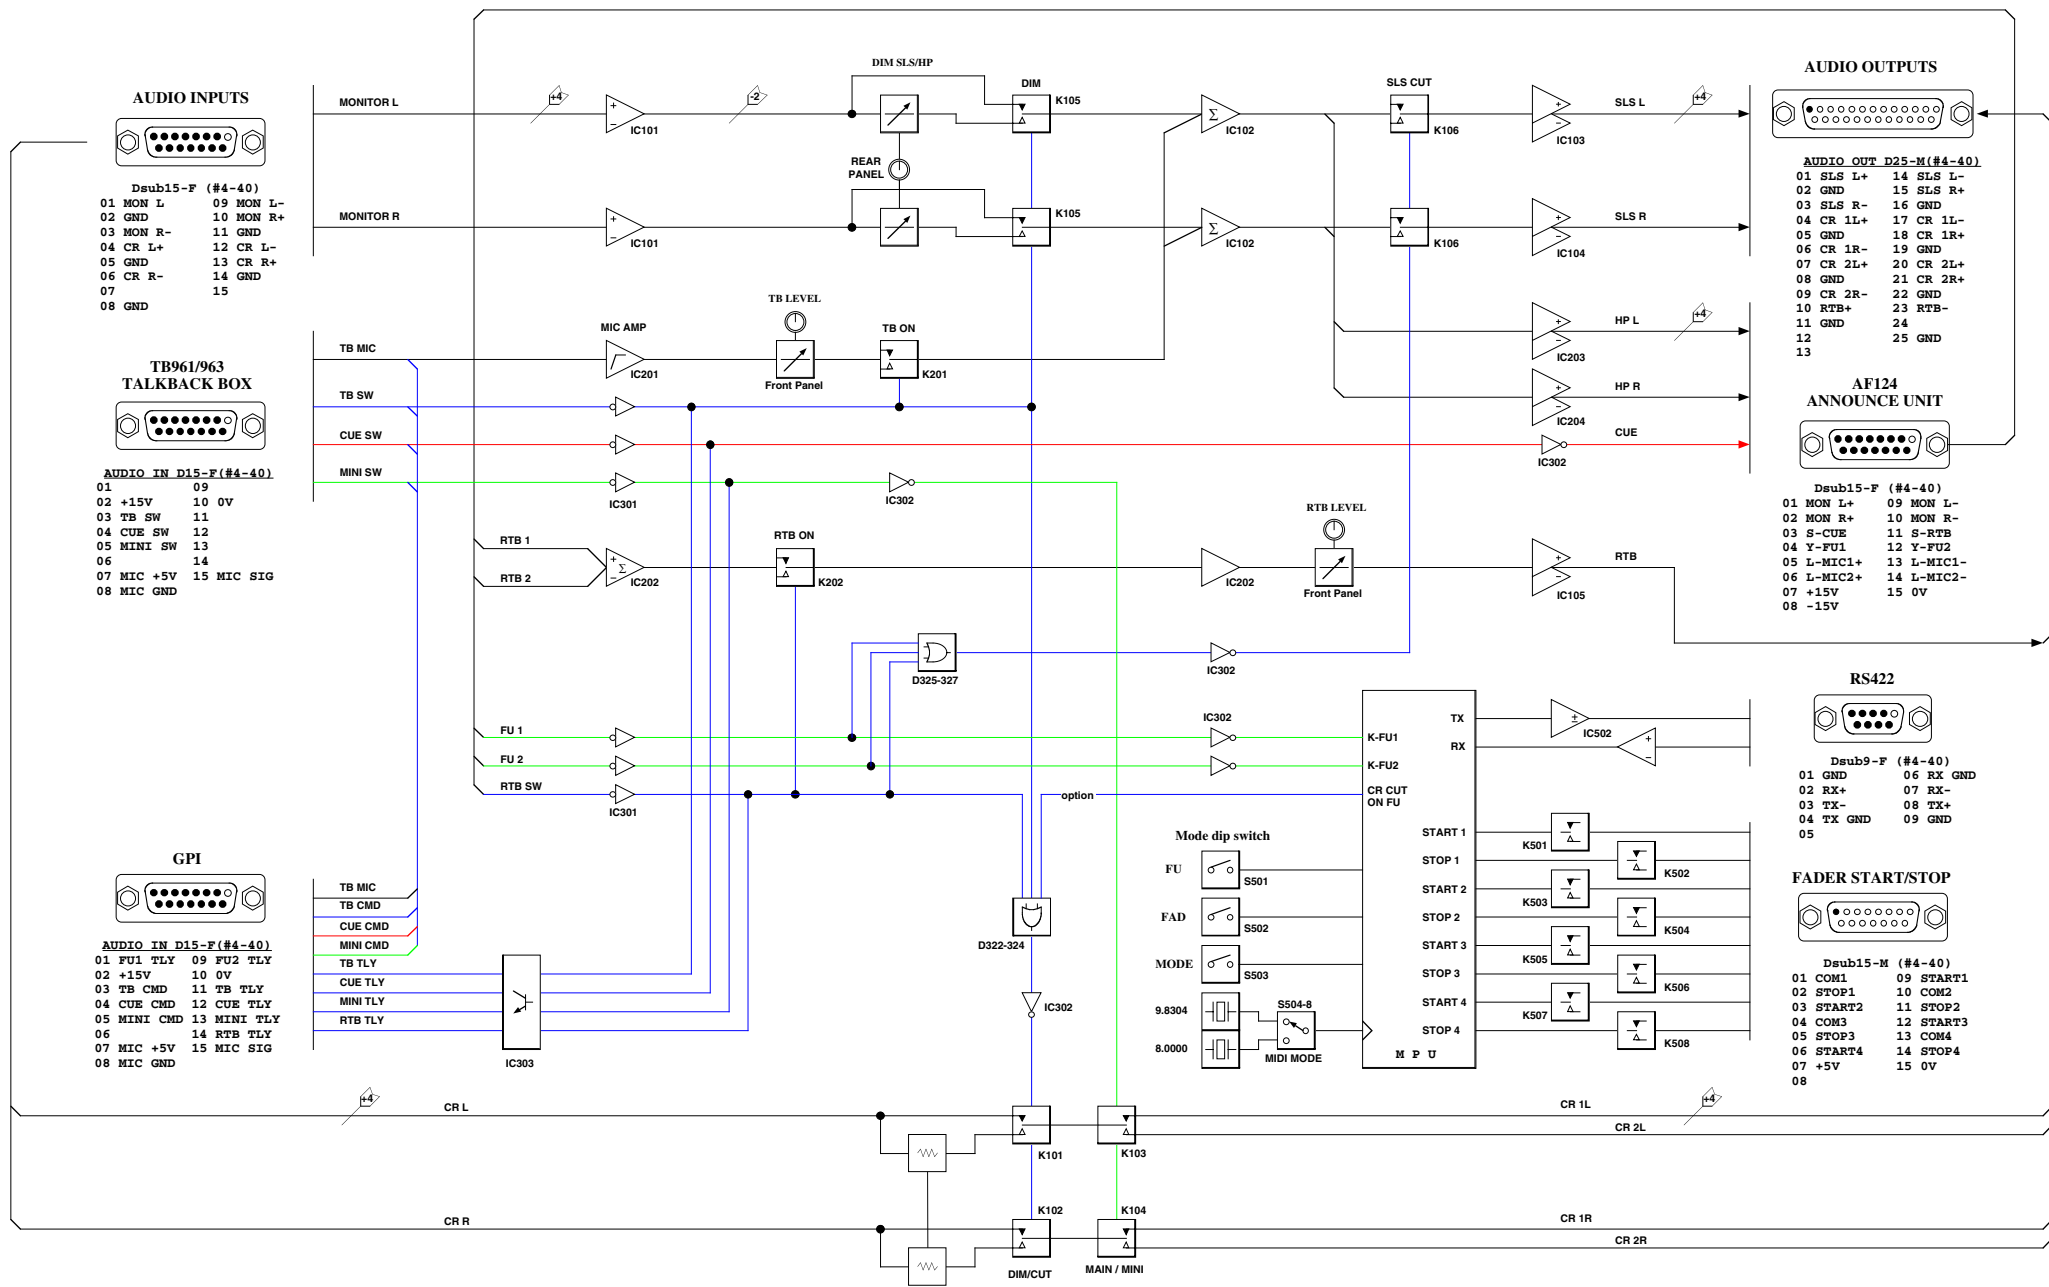 AUDIO INPUTS
Dsub15-F (#4-40)
01 MON L 09 MON L-
02 GND 10 MON R+
03 MON R- 11 GND
04 CR L+ 12 CR L-
05 GND 13 CR R+
06 CR R- 14 GND
07 15
08 GND
TB961/963
TALKBACK BOX
AUDIO IN D15-F(#4-40)
01 09
02 +15V 10 0V
03 TB SW 11
04 CUE SW 12
05 MINI SW 13
06 14
07 MIC +5V 15 MIC SIG
08 MIC GND
GPI
AUDIO IN D15-F(#4-40)
01 FU1 TLY 09 FU2 TLY
02 +15V 10 0V
03 TB CMD 11 TB TLY
04 CUE CMD 12 CUE TLY
05 MINI CMD 13 MINI TLY
06 14 RTB TLY
07 MIC +5V 15 MIC SIG
08 MIC GND
MONITOR L
+4
IC101
-2
DIM SLS/HP
DIM
K105
IC102
SLS CUT
K106
IC103
SLS L
+4
REAR
PANEL
MONITOR R
IC101
K105
IC102
K106
IC104
SLS R
TB LEVEL
MIC AMP
TB ON
TB MIC
IC201
Front Panel
K201
HP L
+4
IC203
HP R
IC204
TB SW
CUE SW
IC302
CUE
MINI SW
IC301
IC302
RTB 1
RTB 2
IC202
RTB ON
K202
IC202
RTB LEVEL
Front Panel
IC105
RTB
D325-327
IC302
FU 1
FU 2
RTB SW
IC301
IC302
option
K-FU1
K-FU2
CR CUT
ON FU
TX
RX
START 1
STOP 1
START 2
STOP 2
START 3
STOP 3
START 4
STOP 4
M P U
IC502
K501
K502
K503
K504
K505
K506
K507
K508
Mode dip switch
FU
S501
FAD
S502
MODE
S503
9.8304
8.0000
S504-8
MIDI MODE
TB MIC
TB CMD
CUE CMD
MINI CMD
TB TLY
CUE TLY
MINI TLY
RTB TLY
IC303
D322-324
IC302
+4
CR L
K101
K103
CR 1L
+4
CR 2L
CR R
K102
K104
CR 1R
CR 2R
DIM/CUT
MAIN / MINI
AUDIO OUTPUTS
AUDIO OUT D25-M(#4-40)
01 SLS L+ 14 SLS L-
02 GND 15 SLS R+
03 SLS R- 16 GND
04 CR 1L+ 17 CR 1L-
05 GND 18 CR 1R+
06 CR 1R- 19 GND
07 CR 2L+ 20 CR 2L+
08 GND 21 CR 2R+
09 CR 2R- 22 GND
10 RTB+ 23 RTB-
11 GND 24
12 25 GND
13
AF124
ANNOUNCE UNIT
Dsub15-F (#4-40)
01 MON L+ 09 MON L-
02 MON R+ 10 MON R-
03 S-CUE 11 S-RTB
04 Y-FU1 12 Y-FU2
05 L-MIC1+ 13 L-MIC1-
06 L-MIC2+ 14 L-MIC2-
07 +15V 15 0V
08 -15V
RS422
Dsub9-F (#4-40)
01 GND 06 RX GND
02 RX+ 07 RX-
03 TX- 08 TX+
04 TX GND 09 GND
05
FADER START/STOP
Dsub15-M (#4-40)
01 COM1 09 START1
02 STOP1 10 COM2
03 START2 11 STOP2
04 COM3 12 START3
05 STOP3 13 COM4
06 START4 14 STOP4
07 +5V 15 0V
08